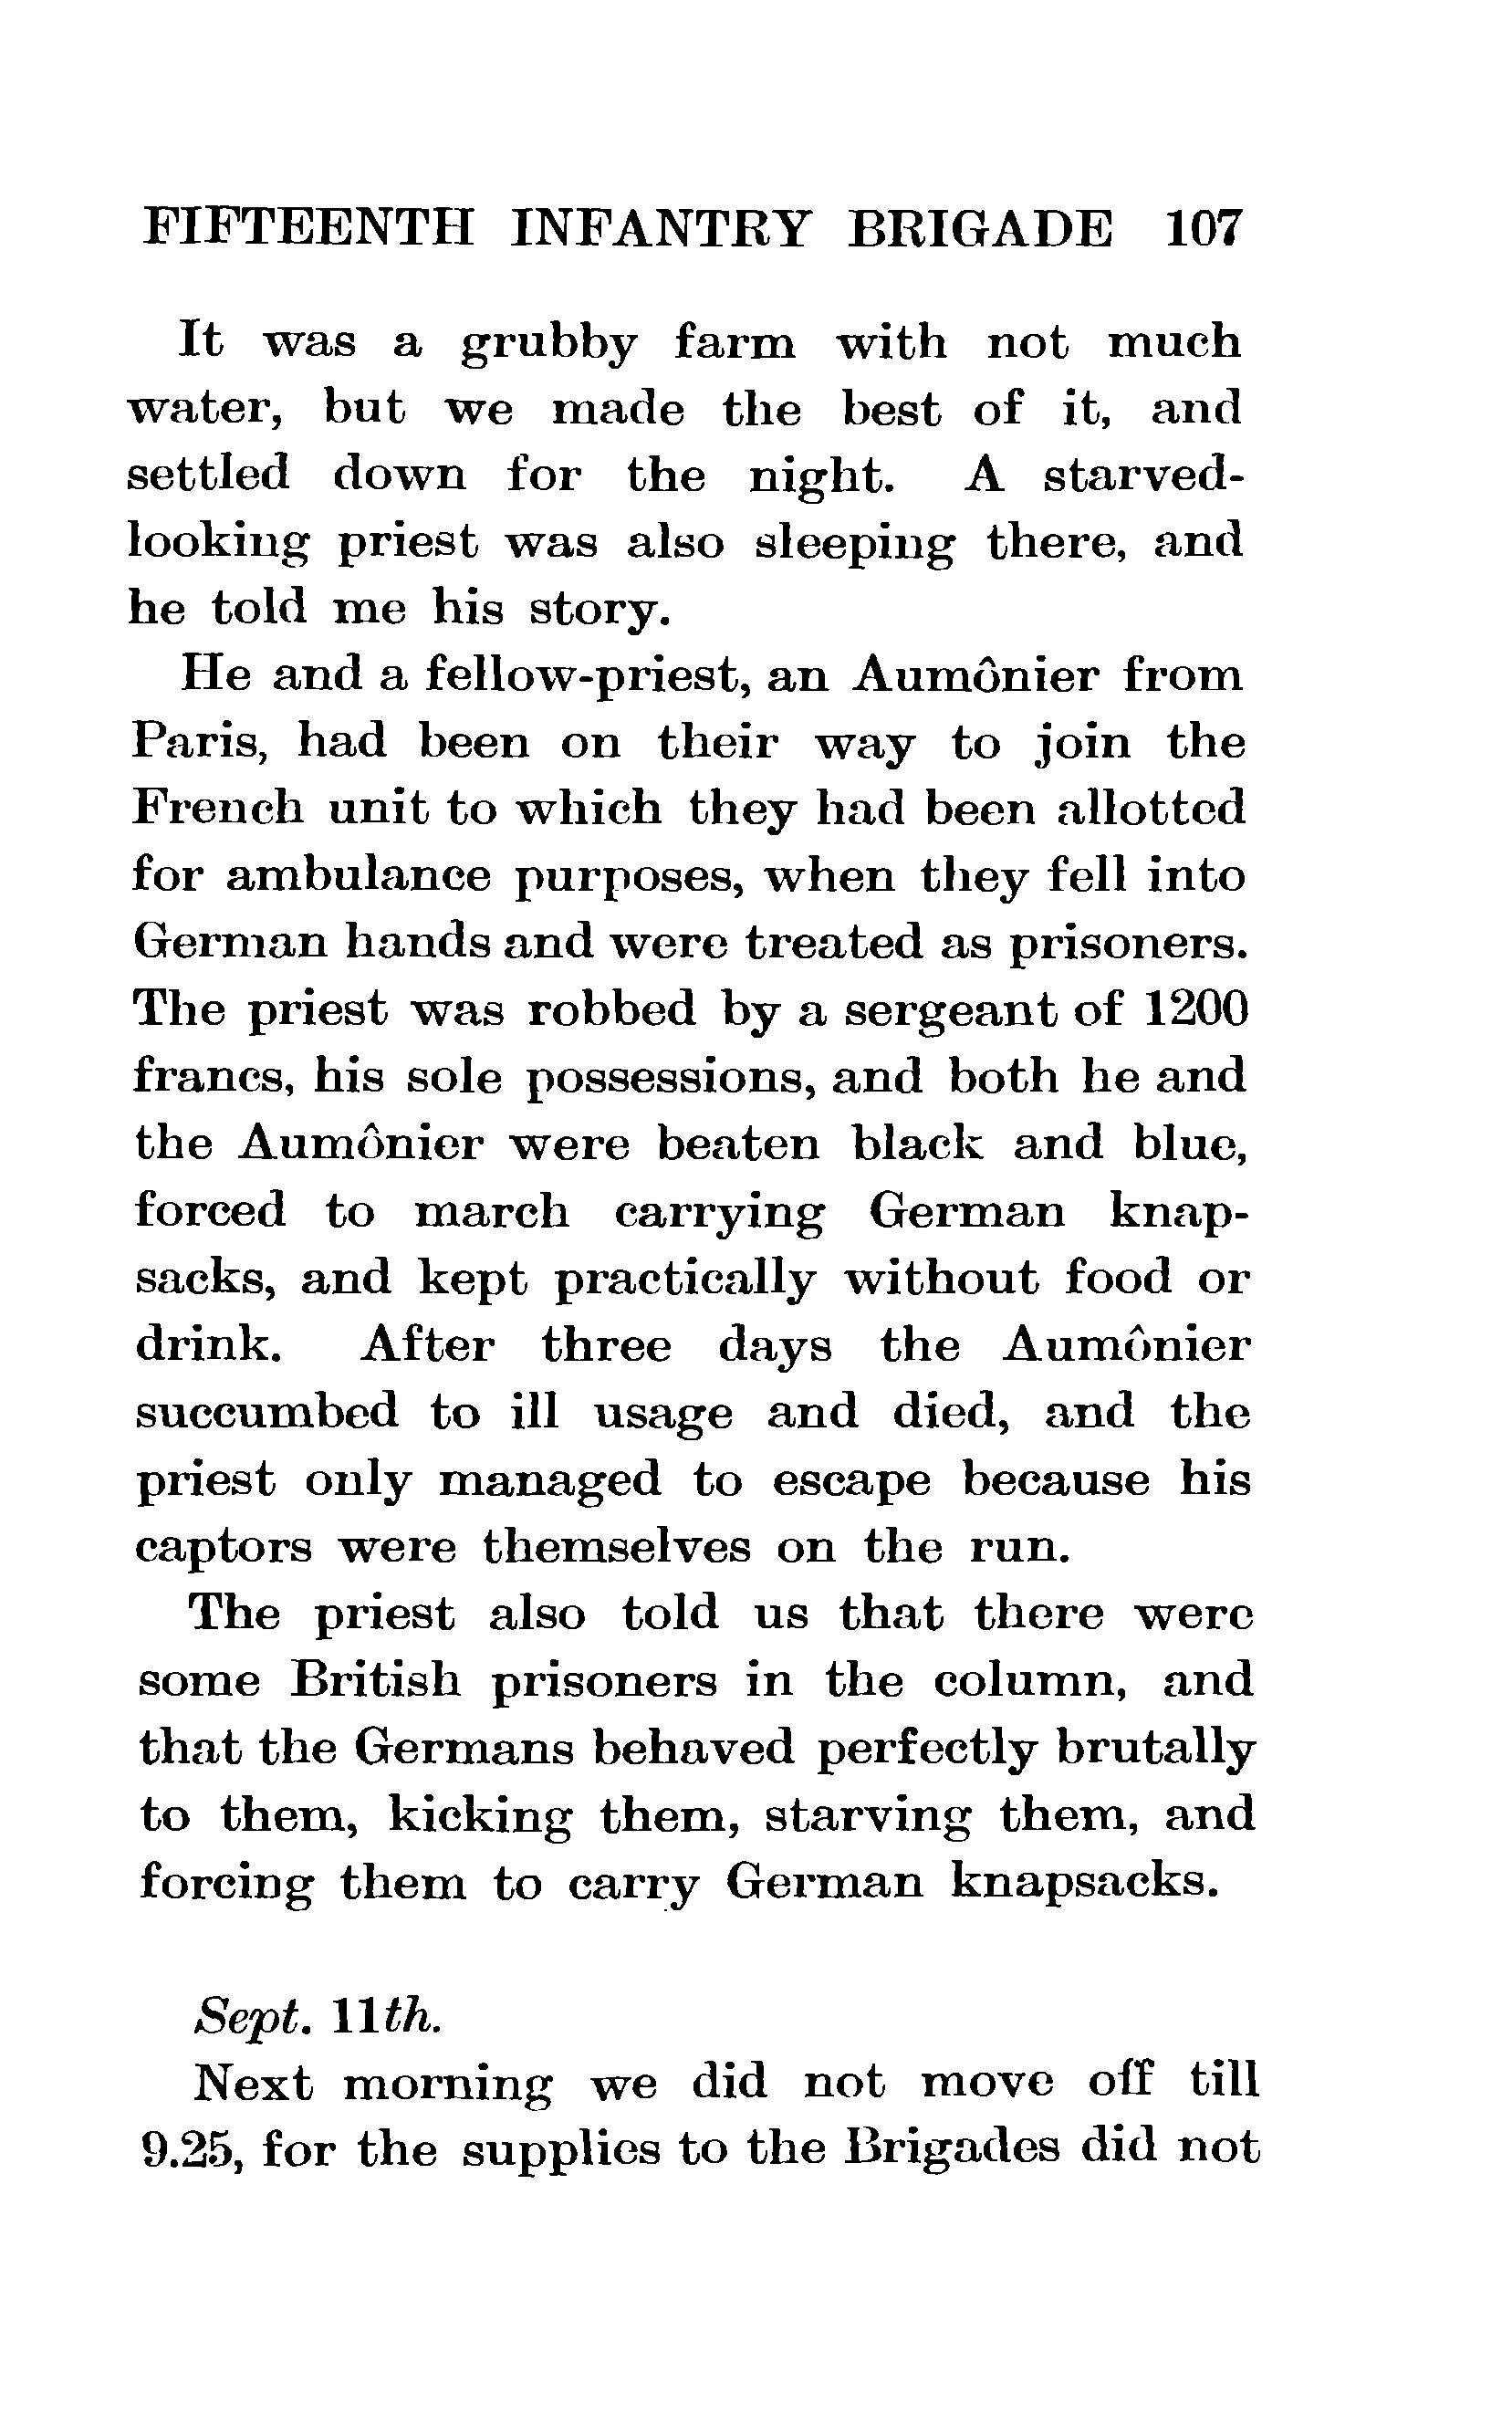 FIFTEENTH INFANTRY BRIGADE 107
It was a grubby farm with not much
water, but we made the best of it, and
settled down for the night. A starved-
looking priest was also sleeping there, and
he told me his story.
He and a fellow-priest, an Aumônier from
Paris, had been on their way to join the
French unit to which they had been allotted
for ambulance purposes, when they fell into
German hands and were treated as prisoners.
The priest was robbed by a sergeant of 1200
francs, his sole possessions, and both he and
the Aumônier were beaten black and blue,
forced to march carrying German knap-
sacks, and kept practically without food or
drink. After three days the Aumônier
succumbed to ill usage and died, and the
priest only managed to escape because his
captors were themselves on the run.
The priest also told us that there were
some British prisoners in the column, and
that the Germans behaved perfectly brutally
to them, kicking them, starving them, and
forcing them to carry German knapsacks.
Sept. 11th.
Next morning we did not move off till
9.25, for the supplies to the Brigades did not